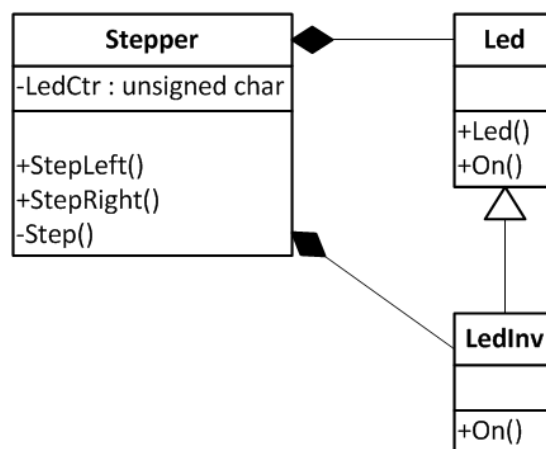 Stepper
-LedCtr : unsigned char
+StepLeft()
+StepRight()
-Step()
Led
+Led()
+On()
LedInv
+On()